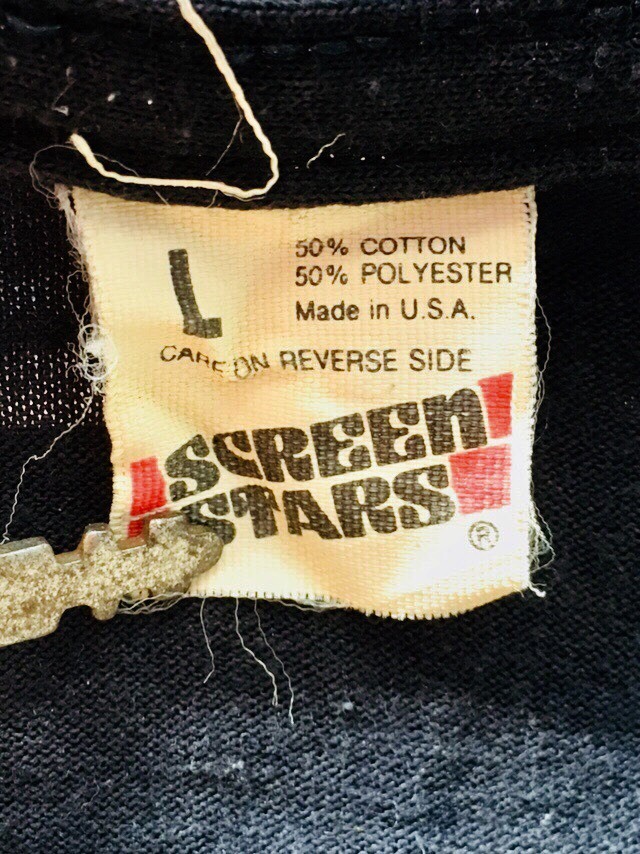 L
50% COTTON
50% POLYESTER
Made in U.S.A.
CARE ON REVERSE SIDE
SCREEN
STARS
®